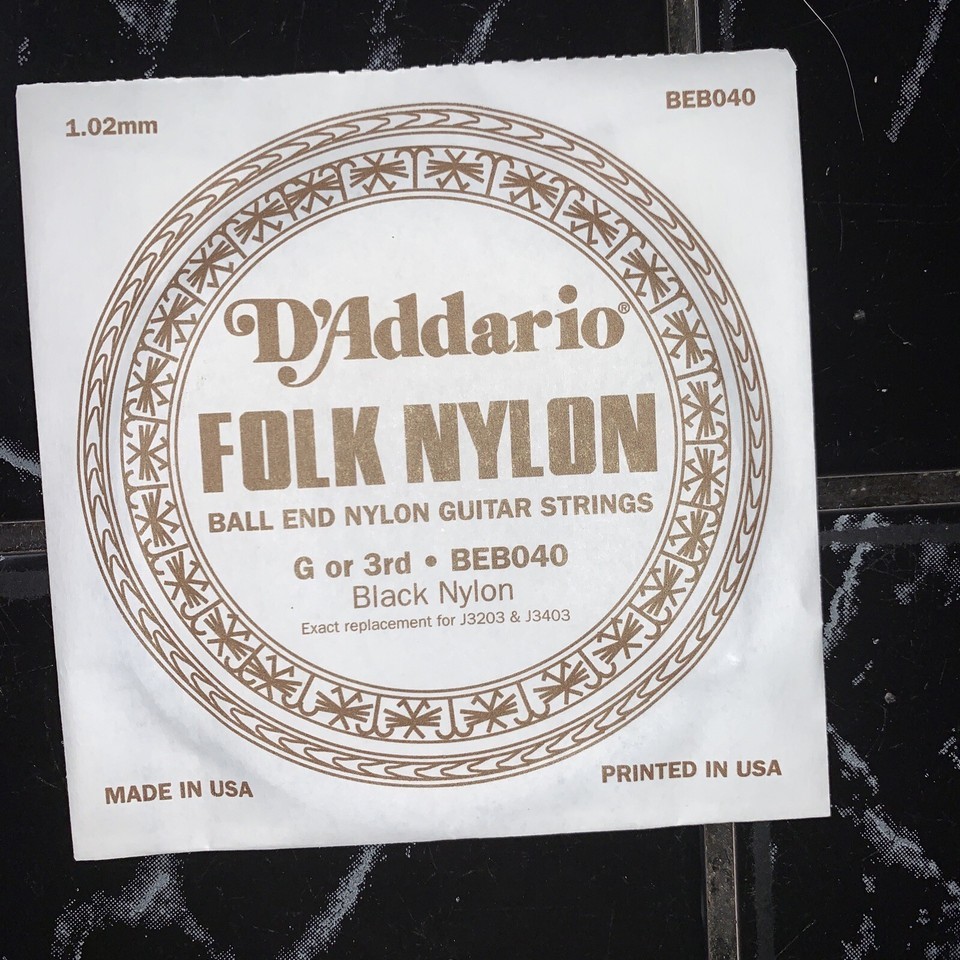 1.02mm
BEB040
D'Addario®
FOLK NYLON
BALL END NYLON GUITAR STRINGS
G or 3rd • BEB040
Black Nylon
Exact replacement for J3203 & J3403
MADE IN USA
PRINTED IN USA